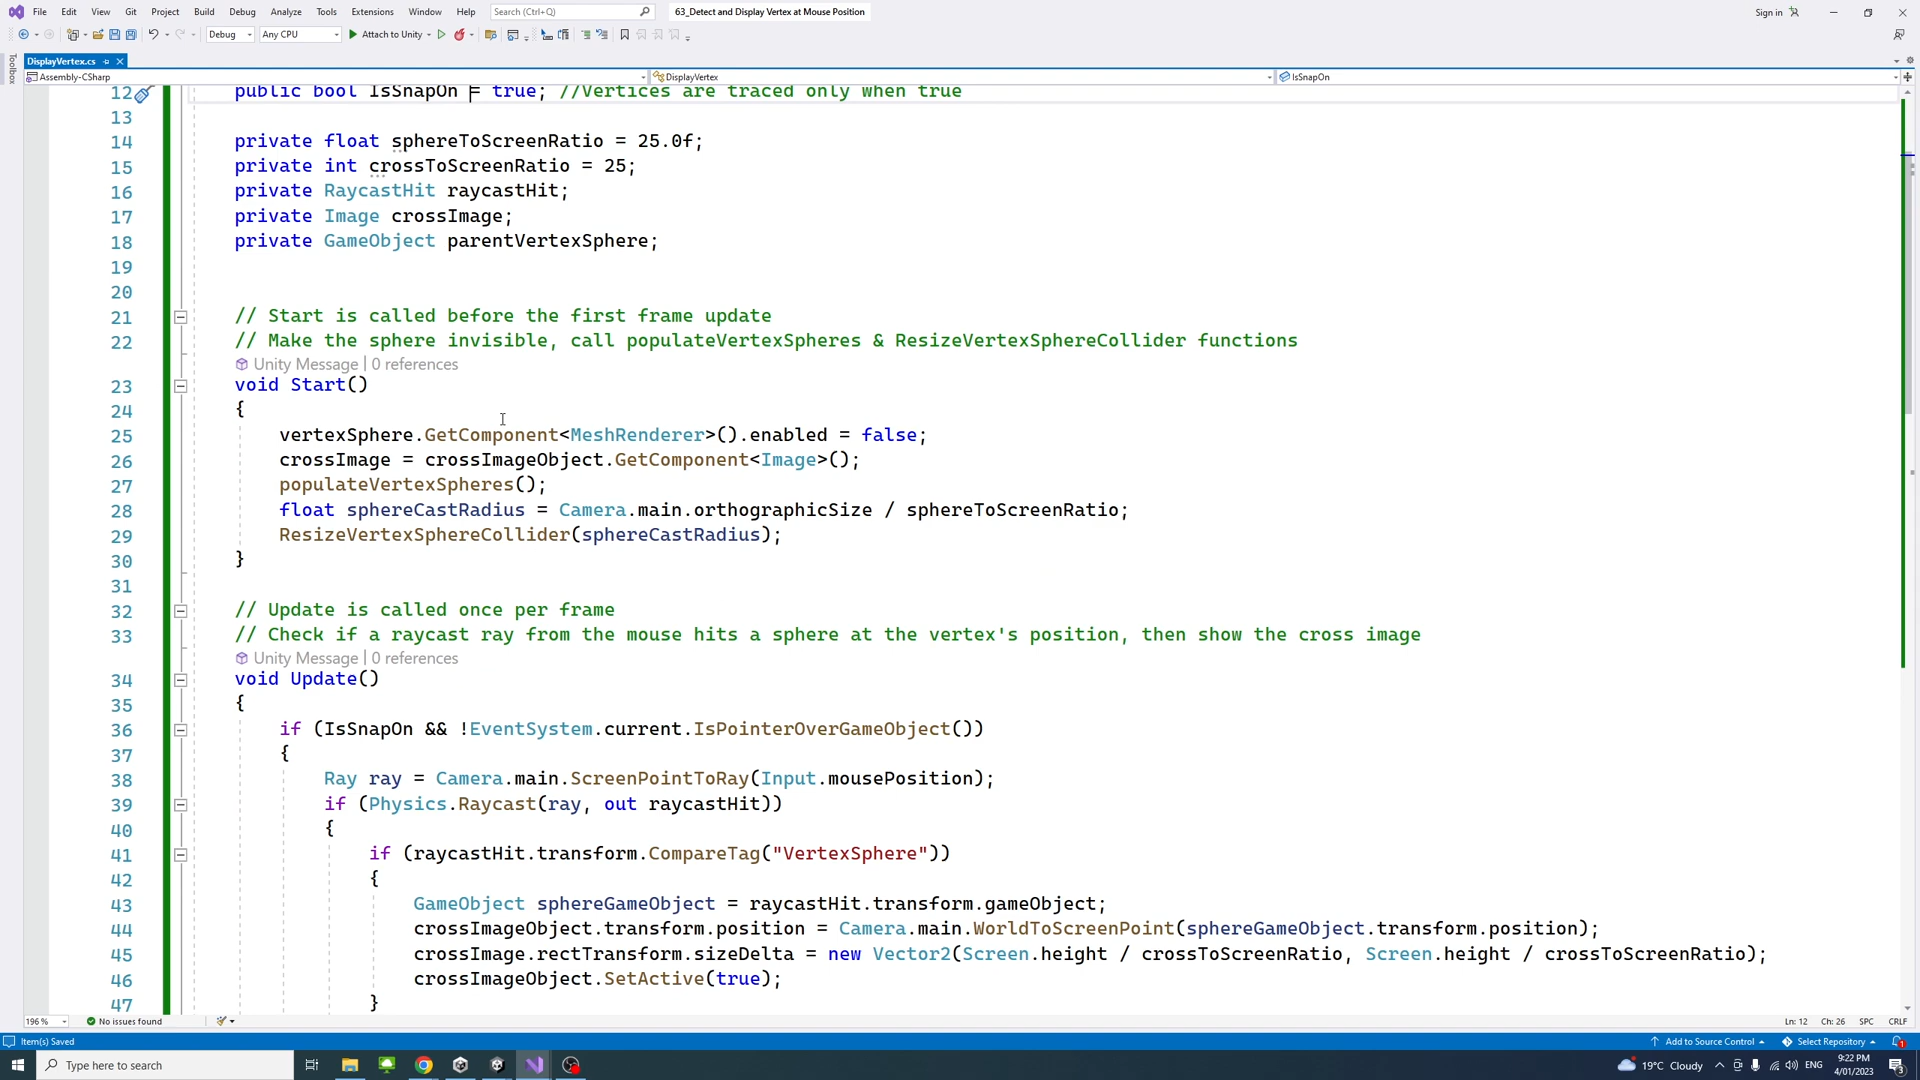 File Edit View Git Project Build Debug Analyze Tools Extensions Window Help Search (Ctrl+Q) 63_Detect and Display Vertex at Mouse Position Sign in
Debug Any CPU Attach to Unity
Toolbox
DisplayVertex.cs
Assembly-CSharp DisplayVertex IsSnapOn
12 public bool IsSnapOn = true; //Vertices are traced only when true
13
14 private float sphereToScreenRatio = 25.0f;
15 private int crossToScreenRatio = 25;
16 private RaycastHit raycastHit;
17 private Image crossImage;
18 private GameObject parentVertexSphere;
19
20
21 // Start is called before the first frame update
22 // Make the sphere invisible, call populateVertexSpheres & ResizeVertexSphereCollider functions
Unity Message | 0 references
23 void Start()
24 {
25 vertexSphere.GetComponent<MeshRenderer>().enabled = false;
26 crossImage = crossImageObject.GetComponent<Image>();
27 populateVertexSpheres();
28 float sphereCastRadius = Camera.main.orthographicSize / sphereToScreenRatio;
29 ResizeVertexSphereCollider(sphereCastRadius);
30 }
31
32 // Update is called once per frame
33 // Check if a raycast ray from the mouse hits a sphere at the vertex's position, then show the cross image
Unity Message | 0 references
34 void Update()
35 {
36 if (IsSnapOn && !EventSystem.current.IsPointerOverGameObject())
37 {
38 Ray ray = Camera.main.ScreenPointToRay(Input.mousePosition);
39 if (Physics.Raycast(ray, out raycastHit))
40 {
41 if (raycastHit.transform.CompareTag("VertexSphere"))
42 {
43 GameObject sphereGameObject = raycastHit.transform.gameObject;
44 crossImageObject.transform.position = Camera.main.WorldToScreenPoint(sphereGameObject.transform.position);
45 crossImage.rectTransform.sizeDelta = new Vector2(Screen.height / crossToScreenRatio, Screen.height / crossToScreenRatio);
46 crossImageObject.SetActive(true);
47 }
196 % No issues found Ln: 12 Ch: 26 SPC CRLF
Item(s) Saved Add to Source Control Select Repository 1
Type here to search 19°C Cloudy ENG 9:22 PM 4/01/2023 3